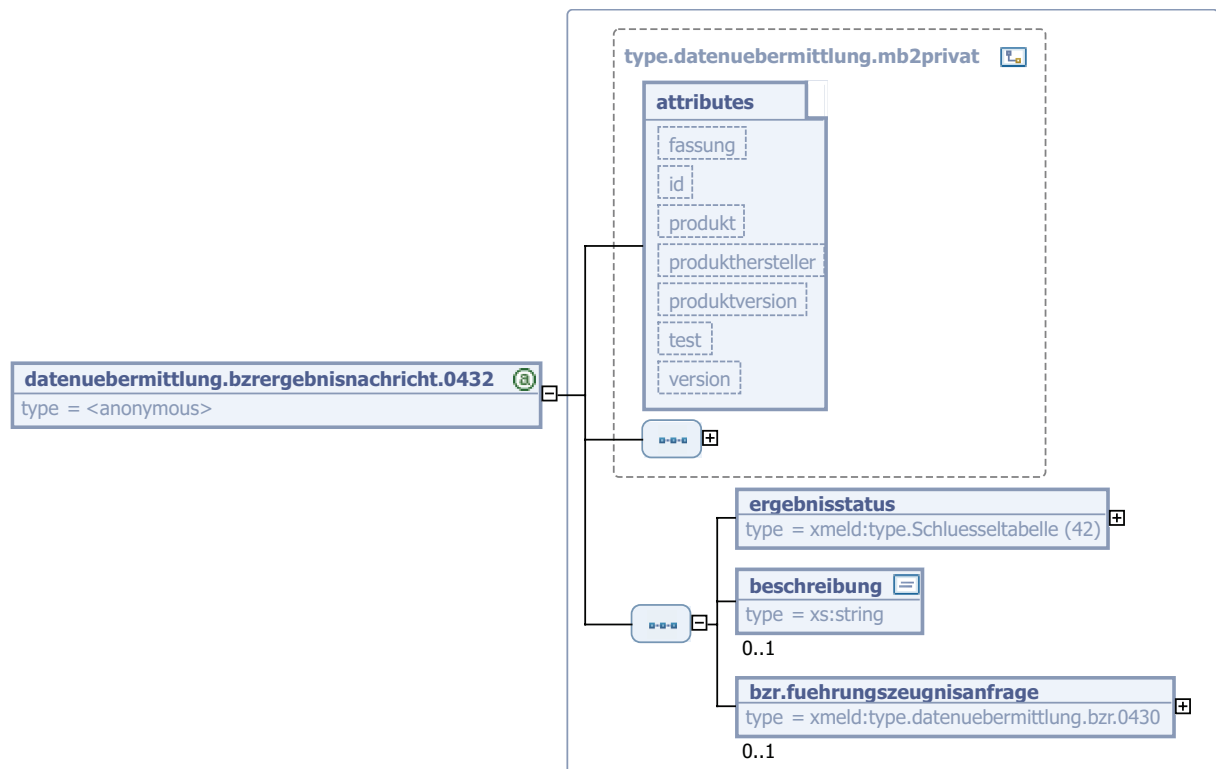 type.datenuebermittlung.mb2privat
attributes
fassung
id
produkt
produkthersteller
produktversion
test
version
datenuebermittlung.bzrergebnisnachricht.0432 a
type = <anonymous>
ergebnisstatus
type = xmeld:type.Schluesseltabelle (42)
beschreibung
type = xs:string
0..1
bzr.fuehrungszeugnisanfrage
type = xmeld:type.datenuebermittlung.bzr.0430
0..1